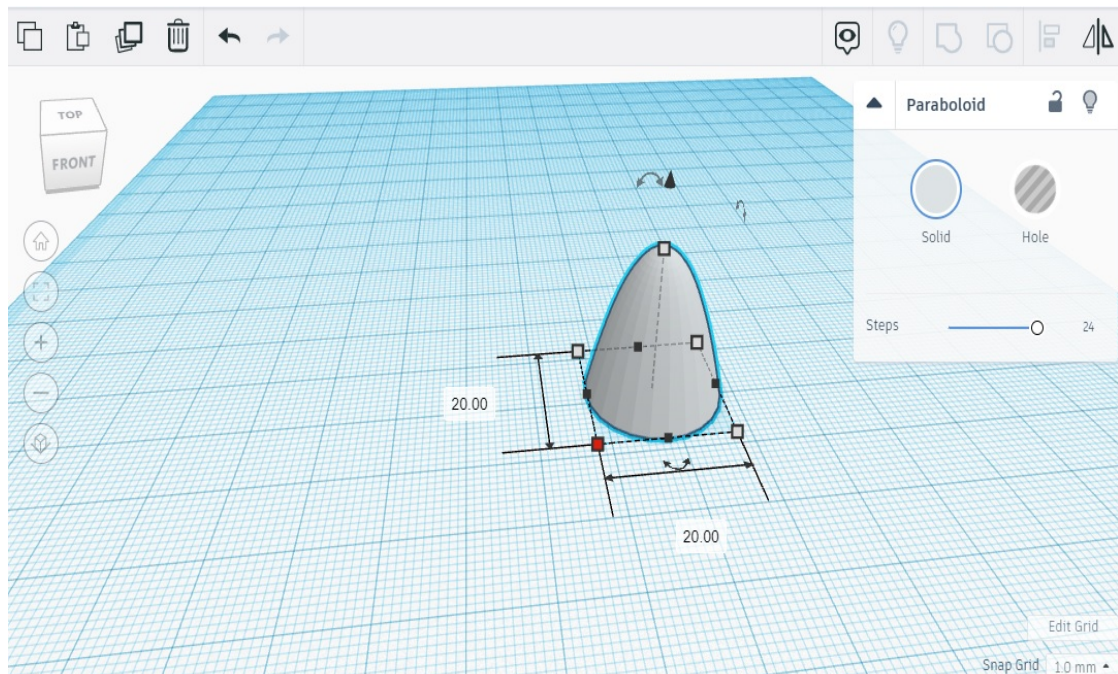 TOP
FRONT
Paraboloid
Solid
Hole
Steps
24
20.00
20.00
Edit Grid
Snap Grid 1.0 mm